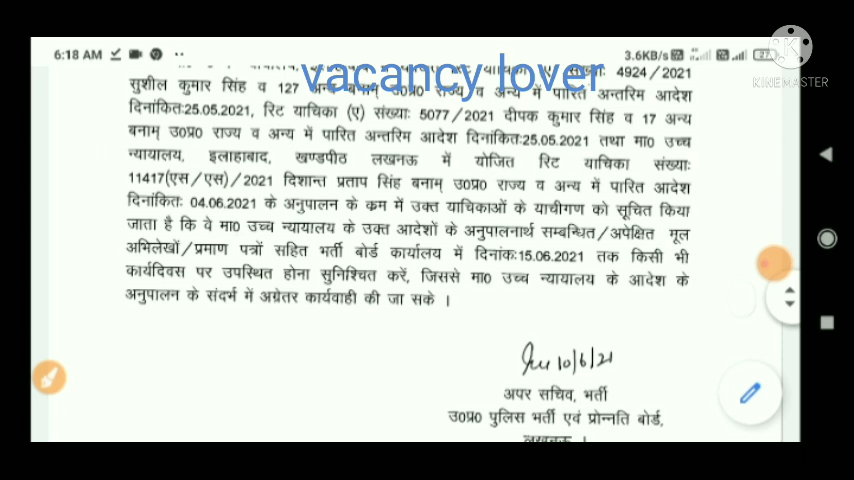 6:18 AM
3.6KB/s
27
vacancy lover
KINEMASTER
संख्याः 4924/2021
सुशील कुमार सिंह व 127 अन्य बनाम् उ0प्र0 राज्य व अन्य में पारित अन्तरिम आदेश
दिनांकित:25.05.2021, रिट याचिका (ए) संख्याः 5077/2021 दीपक कुमार सिंह व 17 अन्य
बनाम् उ0प्र0 राज्य व अन्य में पारित अन्तरिम आदेश दिनांकित:25.05.2021 तथा मा0 उच्च
न्यायालय, इलाहाबाद, खण्डपीठ लखनऊ में योजित रिट याचिका संख्याः
11417(एस/एस)/2021 दिशान्त प्रताप सिंह बनाम् उ0प्र0 राज्य व अन्य में पारित आदेश
दिनांकितः 04.06.2021 के अनुपालन के क्रम में उक्त याचिकाओं के याचीगण को सूचित किया
जाता है कि वे मा0 उच्च न्यायालय के उक्त आदेशों के अनुपालनार्थ सम्बन्धित/अपेक्षित मूल
अभिलेखों/प्रमाण पत्रों सहित भर्ती बोर्ड कार्यालय में दिनांक:15.06.2021 तक किसी भी
कार्यदिवस पर उपस्थित होना सुनिश्चित करें, जिससे मा0 उच्च न्यायालय के आदेश के
अनुपालन के संदर्भ में अग्रेतर कार्यवाही की जा सके ।
10/6/21
अपर सचिव, भर्ती
उ0प्र0 पुलिस भर्ती एवं प्रोन्नति बोर्ड,
लखनऊ ।